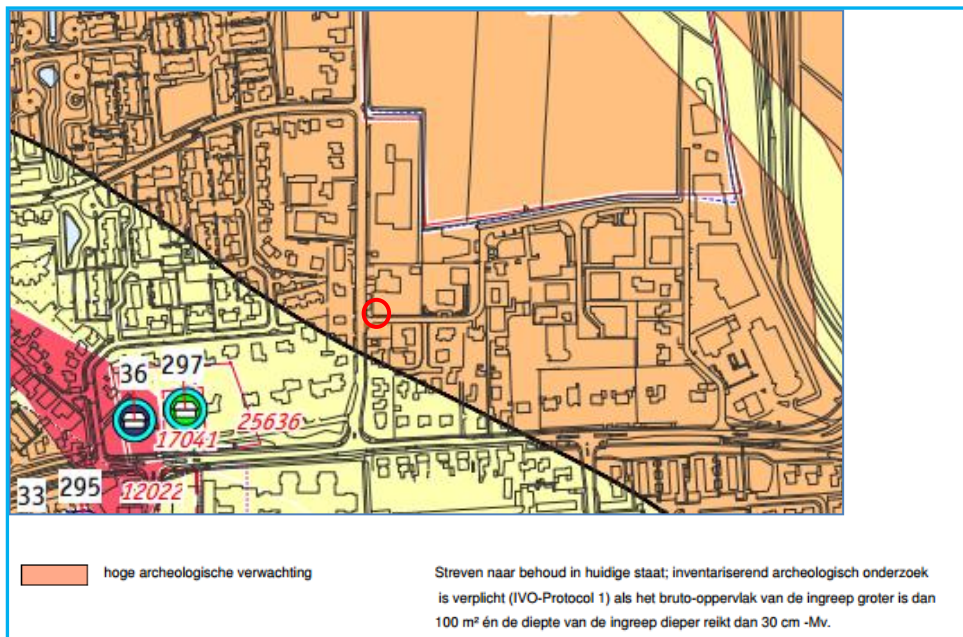 36 297
25636
17041
33 295 12022
hoge archeologische verwachting
Streven naar behoud in huidige staat; inventariserend archeologisch onderzoek
is verplicht (IVO-Protocol 1) als het bruto-oppervlak van de ingreep groter is dan
100 m² én de diepte van de ingreep dieper reikt dan 30 cm -Mv.